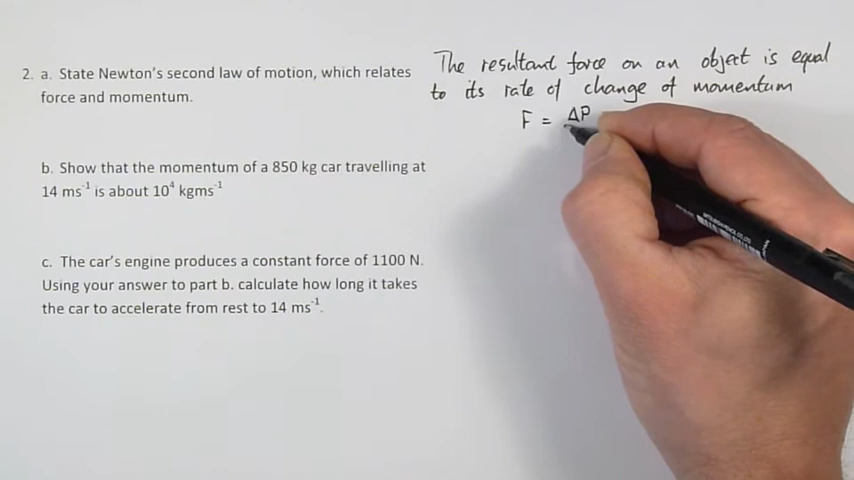 2. a. State Newton's second law of motion, which relates
force and momentum.
The resultant force on an object is equal
to its rate of change of momentum
F = ΔP
b. Show that the momentum of a 850 kg car travelling at
14 ms⁻¹ is about 10⁴ kgms⁻¹
c. The car's engine produces a constant force of 1100 N.
Using your answer to part b. calculate how long it takes
the car to accelerate from rest to 14 ms⁻¹.